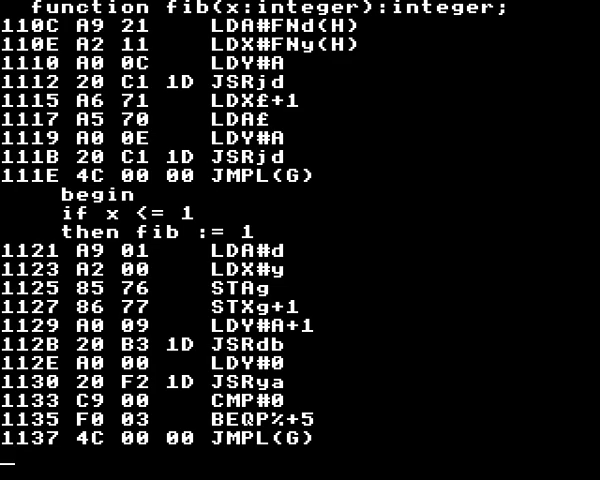 function fib(x:integer):integer;
110C A9 21    LDA#FNd(H)
110E A2 11    LDX#FNy(H)
1110 A0 0C    LDY#A
1112 20 C1 1D JSRjd
1115 A6 71    LDX£+1
1117 A5 70    LDA£
1119 A0 0E    LDY#A
111B 20 C1 1D JSRjd
111E 4C 00 00 JMPL(G)
begin
if x <= 1
then fib := 1
1121 A9 01    LDA#d
1123 A2 00    LDX#y
1125 85 76    STAg
1127 86 77    STXg+1
1129 A0 09    LDY#A+1
112B 20 B3 1D JSRdb
112E A0 00    LDY#0
1130 20 F2 1D JSRya
1133 C9 00    CMP#0
1135 F0 03    BEQP%+5
1137 4C 00 00 JMPL(G)